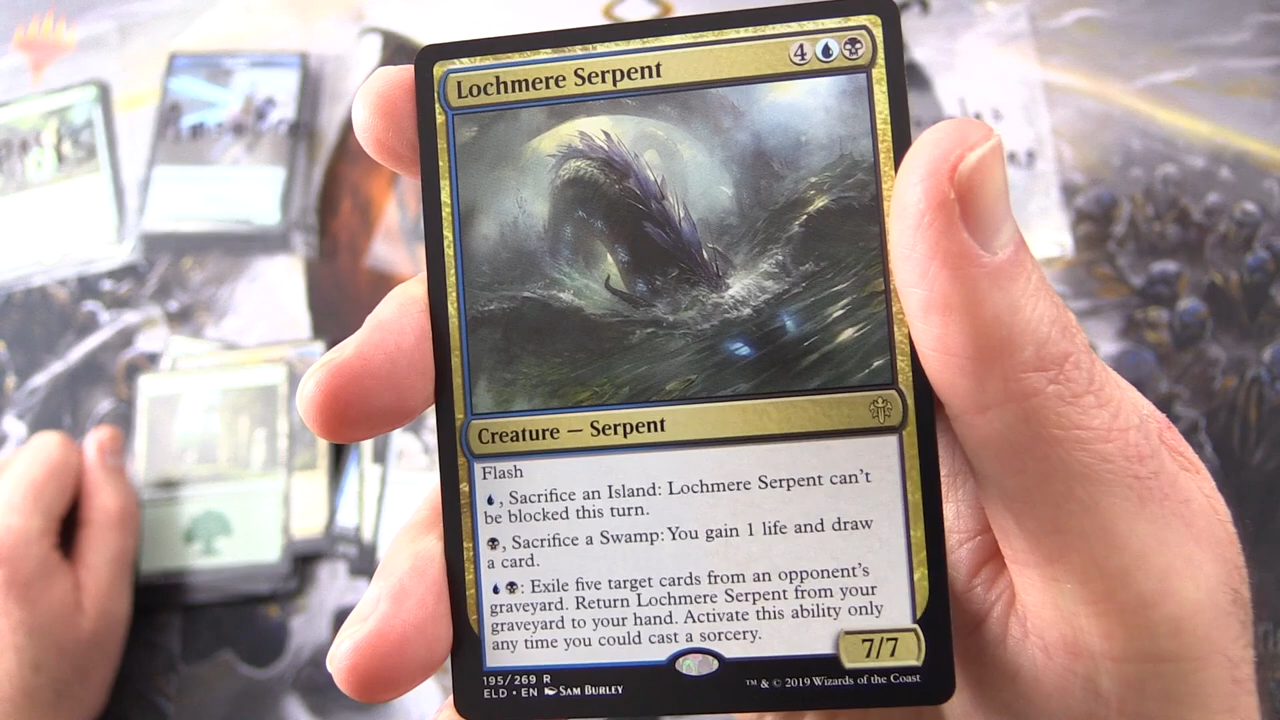 Lochmere Serpent
4
Creature — Serpent
Flash
, Sacrifice an Island: Lochmere Serpent can't
be blocked this turn.
, Sacrifice a Swamp: You gain 1 life and draw
a card.
: Exile five target cards from an opponent's
graveyard. Return Lochmere Serpent from your
graveyard to your hand. Activate this ability only
any time you could cast a sorcery.
7/7
195/269 R
ELD • EN SAM BURLEY
™ & © 2019 Wizards of the Coast